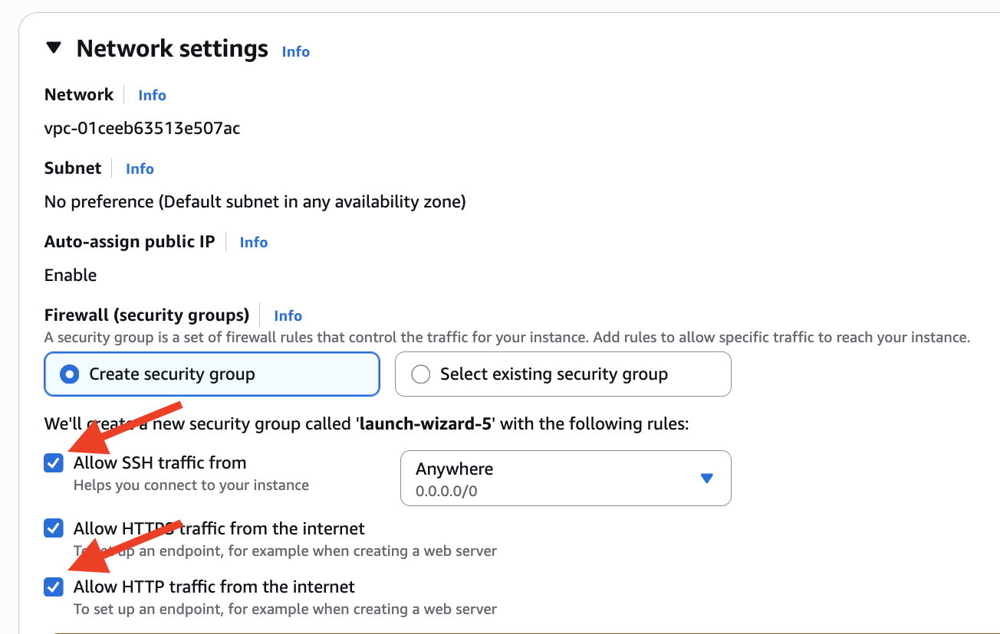 Network settings Info
Network Info
vpc-01ceeb63513e507ac
Subnet Info
No preference (Default subnet in any availability zone)
Auto-assign public IP Info
Enable
Firewall (security groups) Info
A security group is a set of firewall rules that control the traffic for your instance. Add rules to allow specific traffic to reach your instance.
Create security group Select existing security group
We'll create a new security group called 'launch-wizard-5' with the following rules:
Allow SSH traffic from Anywhere
Helps you connect to your instance 0.0.0.0/0
Allow HTTPS traffic from the internet
To set up an endpoint, for example when creating a web server
Allow HTTP traffic from the internet
To set up an endpoint, for example when creating a web server